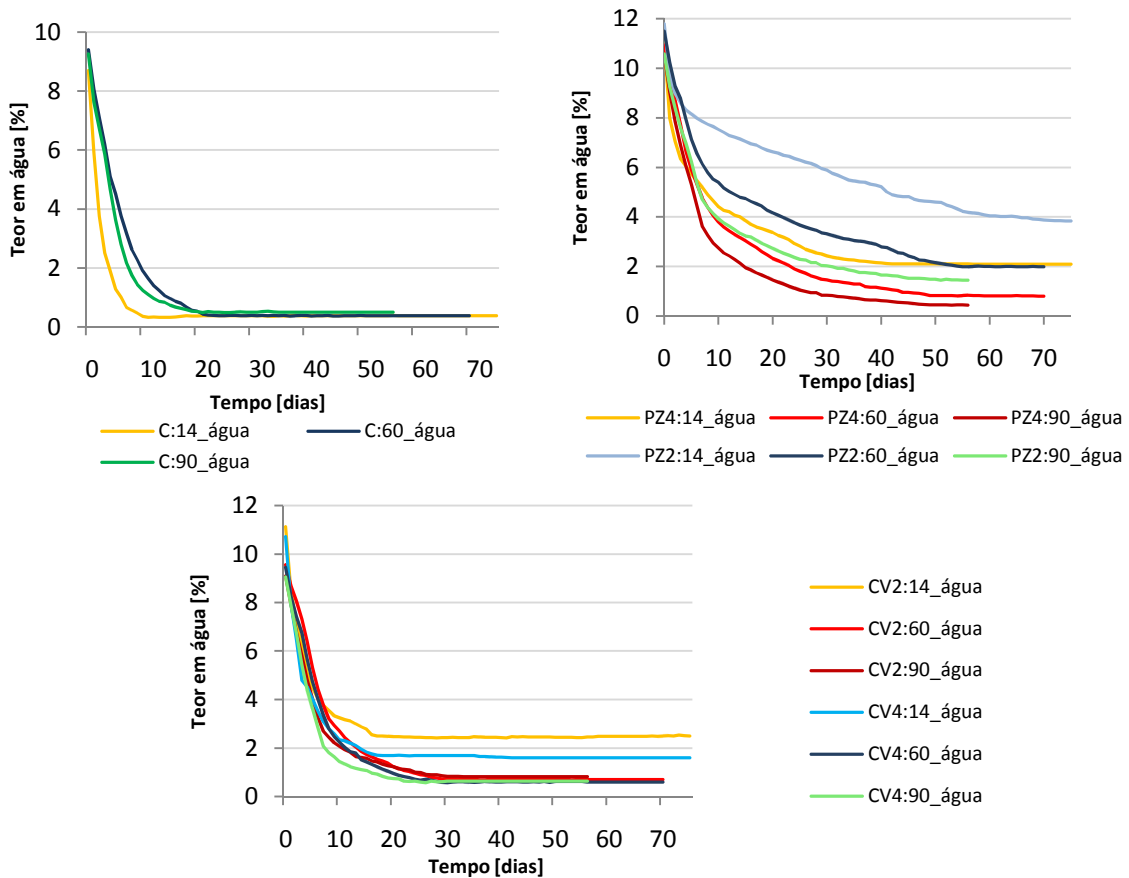 10
8
6
4
2
0
Teor em água [%]
0 10 20 30 40 50 60 70
Tempo [dias]
C:14_água C:60_água
C:90_água
12
10
8
6
4
2
0
Teor em água [%]
0 10 20 30 40 50 60 70
Tempo [dias]
PZ4:14_água PZ4:60_água PZ4:90_água
PZ2:14_água PZ2:60_água PZ2:90_água
12
10
8
6
4
2
0
Teor em água [%]
0 10 20 30 40 50 60 70
Tempo [dias]
CV2:14_água
CV2:60_água
CV2:90_água
CV4:14_água
CV4:60_água
CV4:90_água